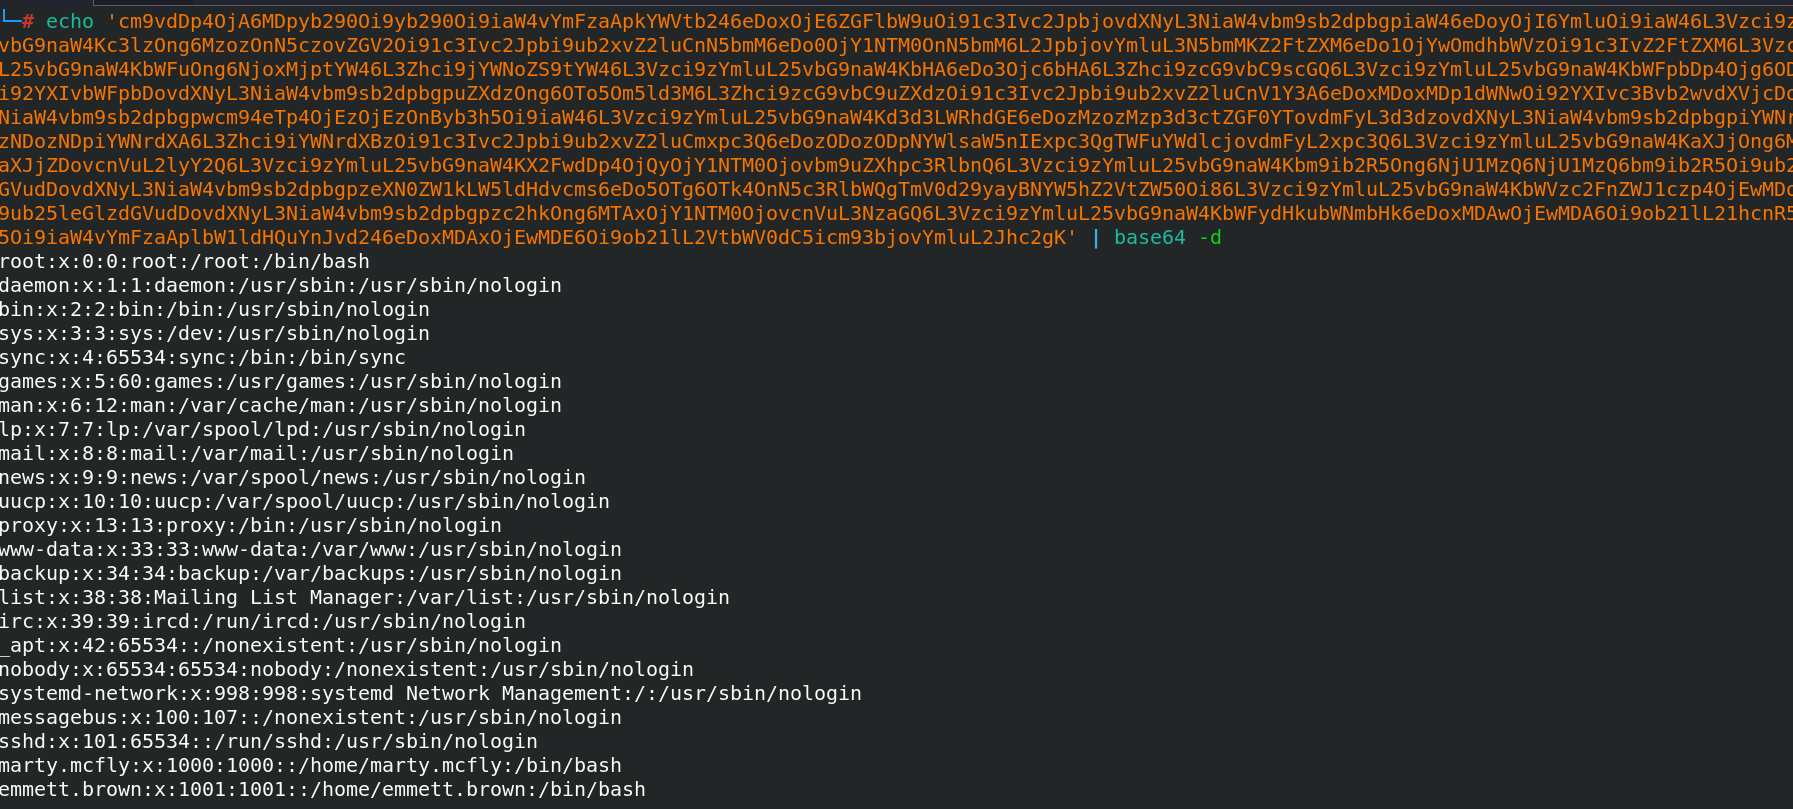 └─# echo 'cm9vdDp4OjA6MDpyb290Oi9yb290Oi9iaW4vYmFzaApkYWVtb246eDoxOjE6ZGFlbW9uOi91c3Ivc2JpbjovdXNyL3NiaW4vbm9sb2dpbgpiaW46eDoyOjI6YmluOi9iaW46L3Vzci9z
vbG9naW4Kc3lzOng6MzozOnN5czovZGV2Oi91c3Ivc2Jpbi9ub2xvZ2luCnN5bmM6eDo0OjY1NTM0OnN5bmM6L2JpbjovYmluL3N5bmMKZ2FtZXM6eDo1OjYwOmdhbWVzOi91c3IvZ2FtZXM6L3Vzc
L25vbG9naW4KbWFuOng6NjoxMjptYW46L3Zhci9jYWNoZS9tYW46L3Vzci9zYmluL25vbG9naW4KbHA6eDo3Ojc6bHA6L3Zhci9zcG9vbC9scGQ6L3Vzci9zYmluL25vbG9naW4KbWFpbDp4Ojg6OD
i92YXIvbWFpbDovdXNyL3NiaW4vbm9sb2dpbgpuZXdzOng6OTo5Om5ld3M6L3Zhci9zcG9vbC9uZXdzOi91c3Ivc2Jpbi9ub2xvZ2luCnV1Y3A6eDoxMDoxMDp1dWNwOi92YXIvc3Bvb2wvdXVjcDo
NiaW4vbm9sb2dpbgpwcm94eTp4OjEzOjEzOnByb3h5Oi9iaW46L3Vzci9zYmluL25vbG9naW4Kd3d3LWRhdGE6eDozMzozMzp3d3ctZGF0YTovdmFyL3d3dzovdXNyL3NiaW4vbm9sb2dpbgpiYWNr
zNDozNDpiYWNrdXA6L3Zhci9iYWNrdXBzOi91c3Ivc2Jpbi9ub2xvZ2luCmxpc3Q6eDozODozODpNYWlsaW5nIExpc3QgTWFuYWdlcjovdmFyL2xpc3Q6L3Vzci9zYmluL25vbG9naW4KaXJjOng6M
aXJjZDovcnVuL2lyY2Q6L3Vzci9zYmluL25vbG9naW4KX2FwdDp4OjQyOjY1NTM0Ojovbm9uZXhpc3RlbnQ6L3Vzci9zYmluL25vbG9naW4Kbm9ib2R5Ong6NjU1MzQ6NjU1MzQ6bm9ib2R5Oi9ub2
GVudDovdXNyL3NiaW4vbm9sb2dpbgpzeXN0ZW1kLW5ldHdvcms6eDo5OTg6OTk4OnN5c3RlbWQgTmV0d29yayBNYW5hZ2VtZW50Oi86L3Vzci9zYmluL25vbG9naW4KbWVzc2FnZWJ1czp4OjEwMDo
9ub25leGlzdGVudDovdXNyL3NiaW4vbm9sb2dpbgpzc2hkOng6MTAxOjY1NTM0OjovcnVuL3NzaGQ6L3Vzci9zYmluL25vbG9naW4KbWFydHkubWNmbHk6eDoxMDAwOjEwMDA6Oi9ob21lL21hcnR5
5Oi9iaW4vYmFzaAplbW1ldHQuYnJvd246eDoxMDAxOjEwMDE6Oi9ob21lL2VtbWV0dC5icm93bjovYmluL2Jhc2gK' | base64 -d
root:x:0:0:root:/root:/bin/bash
daemon:x:1:1:daemon:/usr/sbin:/usr/sbin/nologin
bin:x:2:2:bin:/bin:/usr/sbin/nologin
sys:x:3:3:sys:/dev:/usr/sbin/nologin
sync:x:4:65534:sync:/bin:/bin/sync
games:x:5:60:games:/usr/games:/usr/sbin/nologin
man:x:6:12:man:/var/cache/man:/usr/sbin/nologin
lp:x:7:7:lp:/var/spool/lpd:/usr/sbin/nologin
mail:x:8:8:mail:/var/mail:/usr/sbin/nologin
news:x:9:9:news:/var/spool/news:/usr/sbin/nologin
uucp:x:10:10:uucp:/var/spool/uucp:/usr/sbin/nologin
proxy:x:13:13:proxy:/bin:/usr/sbin/nologin
www-data:x:33:33:www-data:/var/www:/usr/sbin/nologin
backup:x:34:34:backup:/var/backups:/usr/sbin/nologin
list:x:38:38:Mailing List Manager:/var/list:/usr/sbin/nologin
irc:x:39:39:ircd:/run/ircd:/usr/sbin/nologin
_apt:x:42:65534::/nonexistent:/usr/sbin/nologin
nobody:x:65534:65534:nobody:/nonexistent:/usr/sbin/nologin
systemd-network:x:998:998:systemd Network Management:/:/usr/sbin/nologin
messagebus:x:100:107::/nonexistent:/usr/sbin/nologin
sshd:x:101:65534::/run/sshd:/usr/sbin/nologin
marty.mcfly:x:1000:1000::/home/marty.mcfly:/bin/bash
emmett.brown:x:1001:1001::/home/emmett.brown:/bin/bash